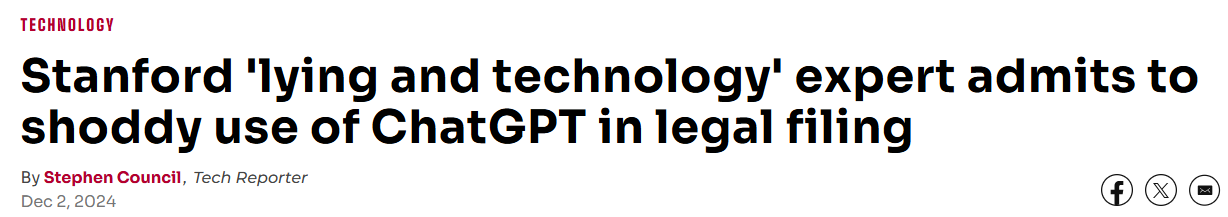 TECHNOLOGY
Stanford 'lying and technology' expert admits to
shoddy use of ChatGPT in legal filing
By Stephen Council, Tech Reporter
Dec 2, 2024